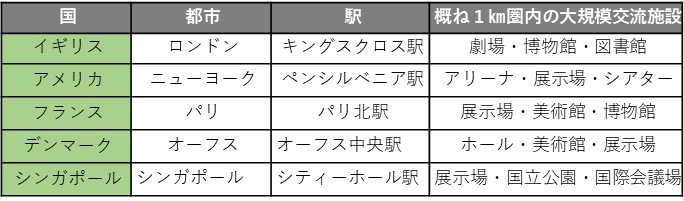 国 都市 駅 概ね１㎞圏内の大規模交流施設
イギリス ロンドン キングスクロス駅 劇場・博物館・図書館
アメリカ ニューヨーク ペンシルベニア駅 アリーナ・展示場・シアター
フランス パリ パリ北駅 展示場・美術館・博物館
デンマーク オーフス オーフス中央駅 ホール・美術館・展示場
シンガポール シンガポール シティーホール駅 展示場・国立公園・国際会議場